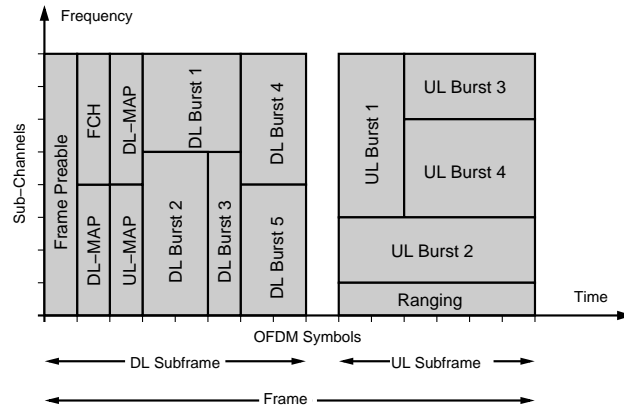 Frequency
Sub−Channels
Frame Preable
FCH
DL−MAP
DL−MAP
UL−MAP
DL Burst 1
DL Burst 2
DL Burst 3
DL Burst 4
DL Burst 5
UL Burst 1
UL Burst 3
UL Burst 4
UL Burst 2
Ranging
Time
OFDM Symbols
DL Subframe
UL Subframe
Frame